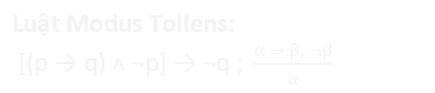 Luật Modus Tollens:
[(p → q) ∧ ¬p] → ¬q ; α → β, ¬β
α